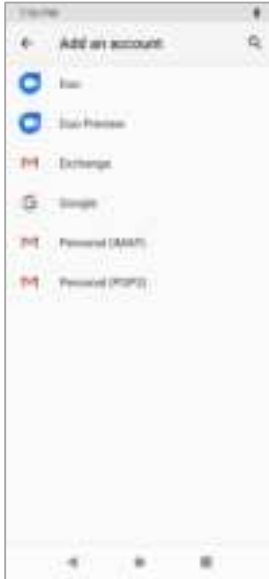 Add an account
Duo
Duo Preview
Exchange
Google
Personal (IMAP)
Personal (POP3)